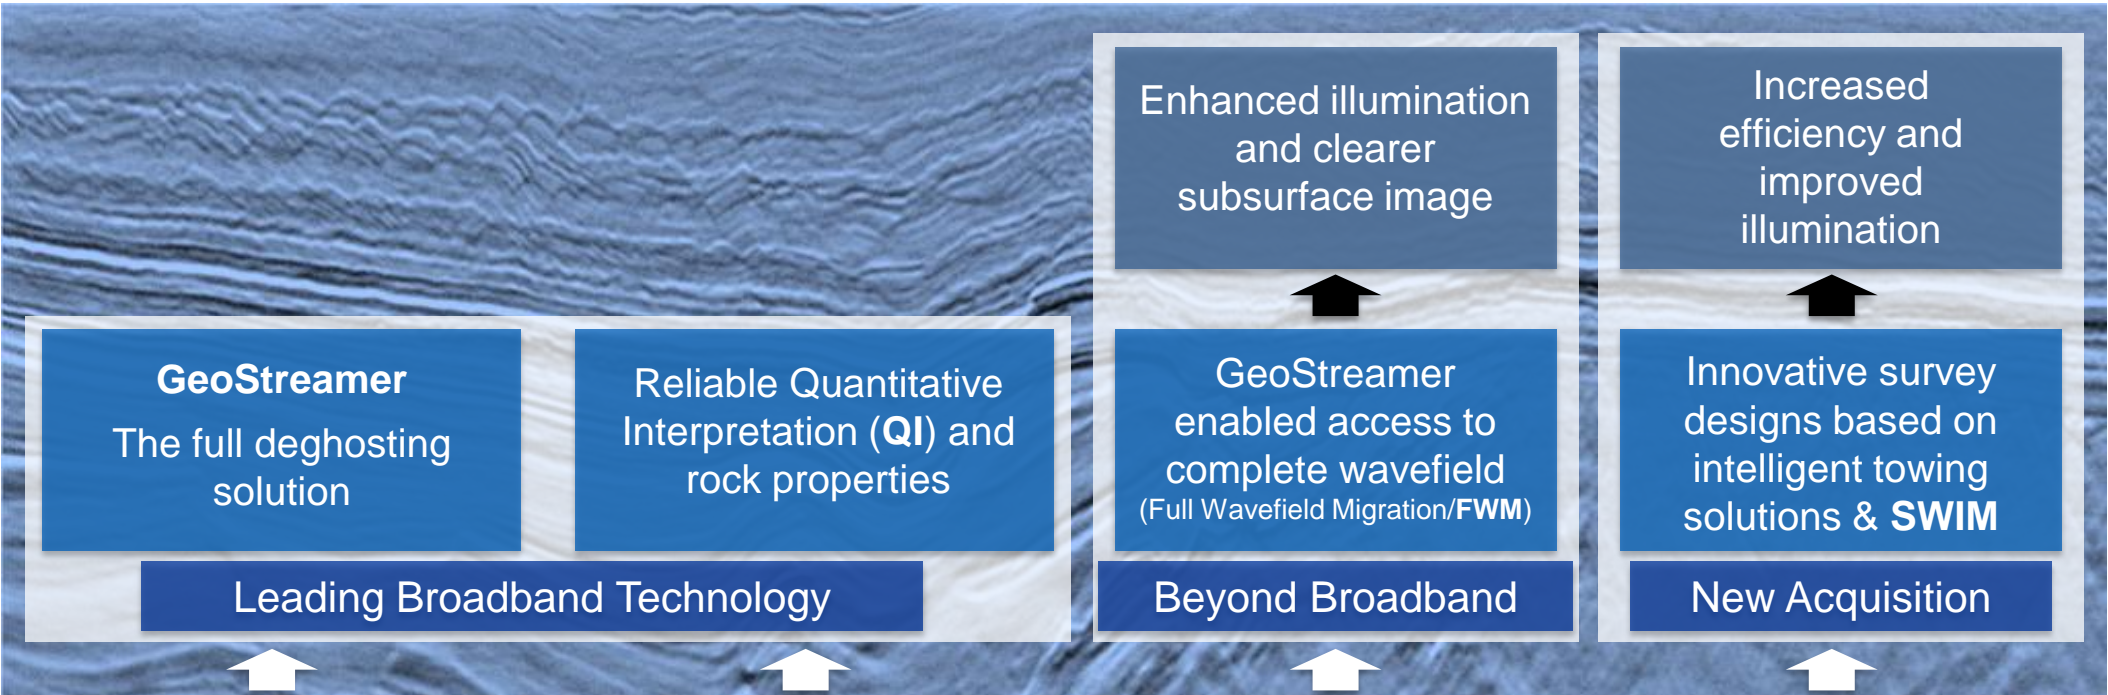 Enhanced illumination
and clearer
subsurface image
Increased
efficiency and
improved
illumination
GeoStreamer
The full deghosting
solution
Reliable Quantitative
Interpretation (QI) and
rock properties
GeoStreamer
enabled access to
complete wavefield
(Full Wavefield Migration/FWM)
Innovative survey
designs based on
intelligent towing
solutions & SWIM
Leading Broadband Technology
Beyond Broadband
New Acquisition